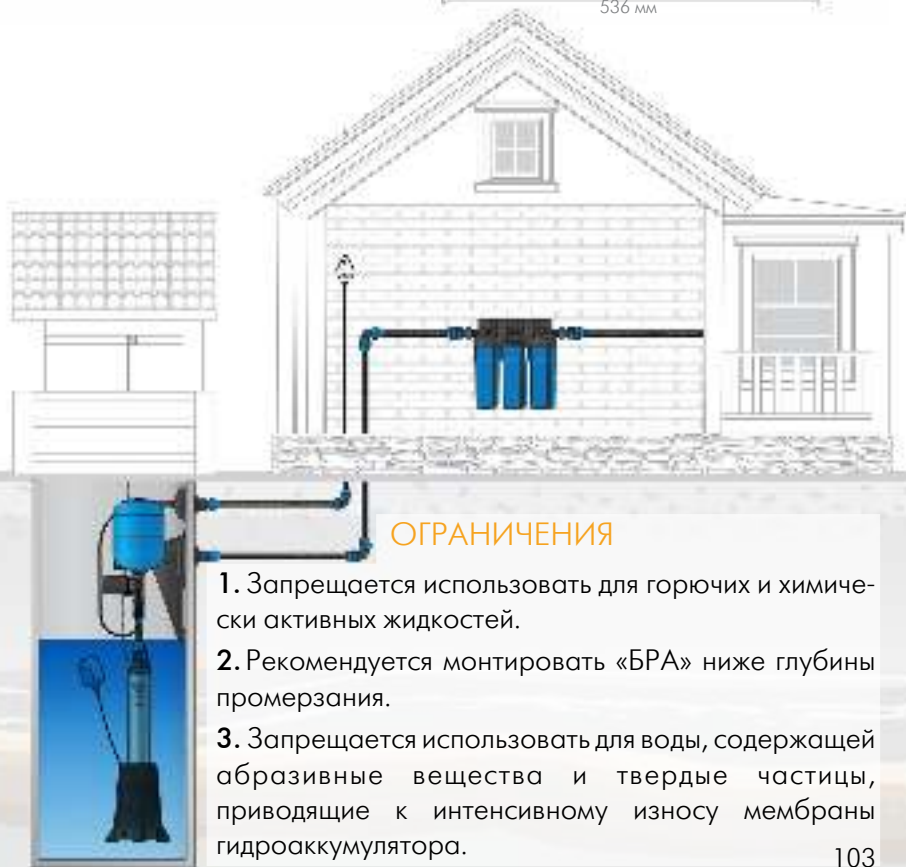 536 мм
ОГРАНИЧЕНИЯ
1. Запрещается использовать для горючих и химиче-
ски активных жидкостей.
2. Рекомендуется монтировать «БРА» ниже глубины
промерзания.
3. Запрещается использовать для воды, содержащей
абразивные вещества и твердые частицы,
приводящие к интенсивному износу мембраны
гидроаккумулятора.
103